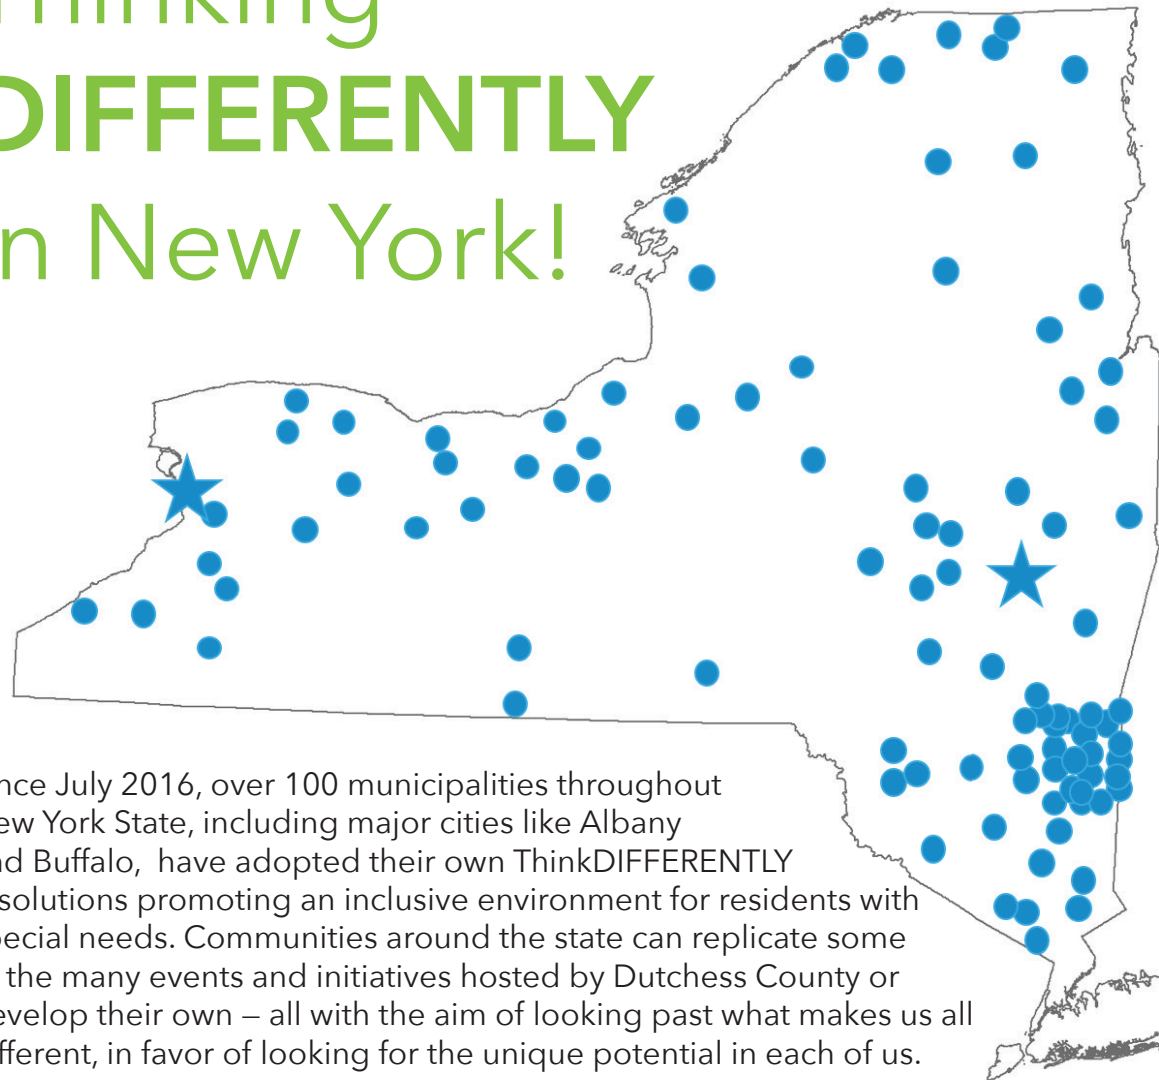 Thinking
DIFFERENTLY
n New York!
nce July 2016, over 100 municipalities throughout
ew York State, including major cities like Albany
nd Buffalo, have adopted their own ThinkDIFFERENTLY
solutions promoting an inclusive environment for residents with
pecial needs. Communities around the state can replicate some
the many events and initiatives hosted by Dutchess County or
evelop their own – all with the aim of looking past what makes us all
fferent, in favor of looking for the unique potential in each of us.